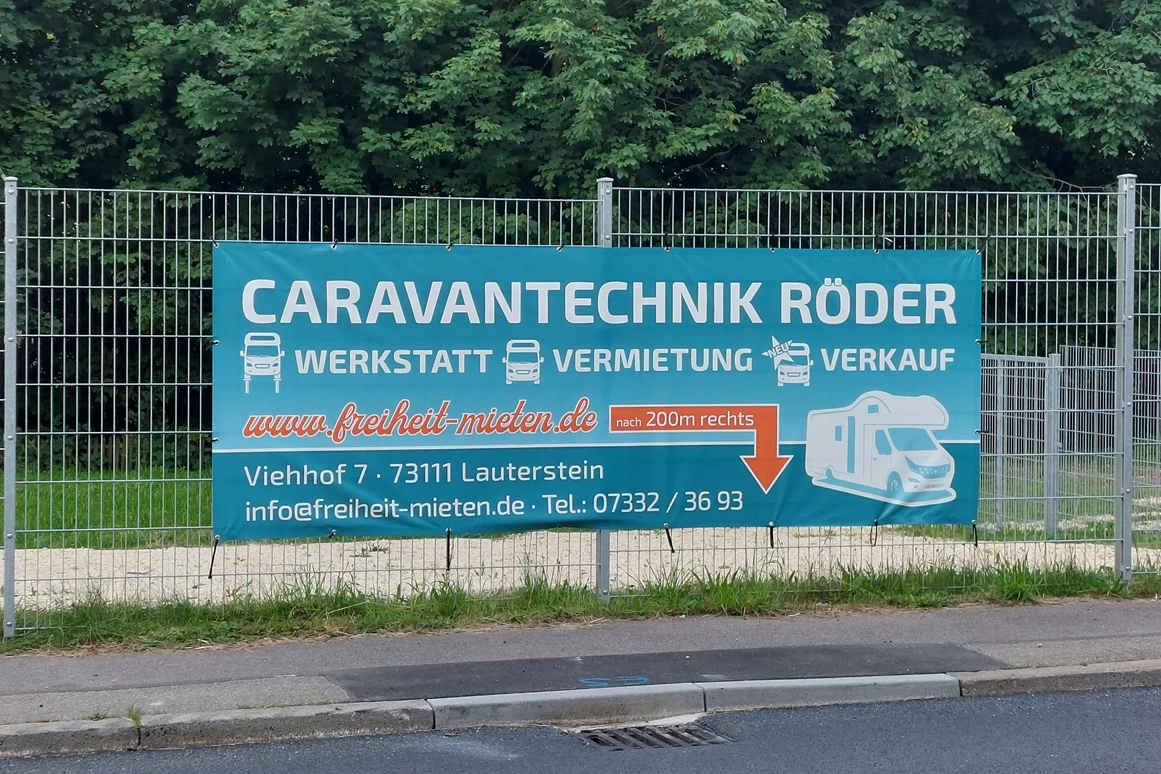 CARAVANTECHNIK RÖDER
WERKSTATT VERMIETUNG NEU VERKAUF
www.freiheit-mieten.de nach 200m rechts
Viehhof 7 · 73111 Lauterstein
info@freiheit-mieten.de · Tel.: 07332 / 36 93